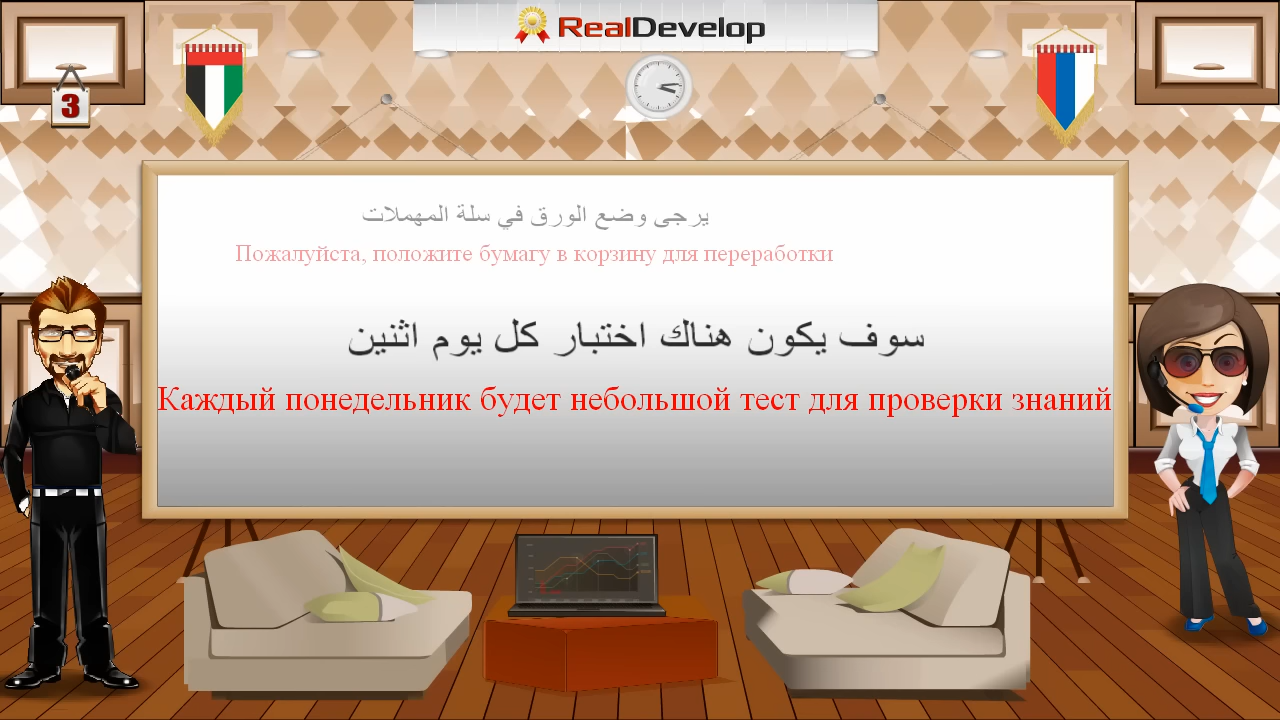 RealDevelop
3
يرجى وضع الورق في سلة المهملات
Пожалуйста, положите бумагу в корзину для переработки
سوف يكون هناك اختبار كل يوم اثنين
Каждый понедельник будет небольшой тест для проверки знаний